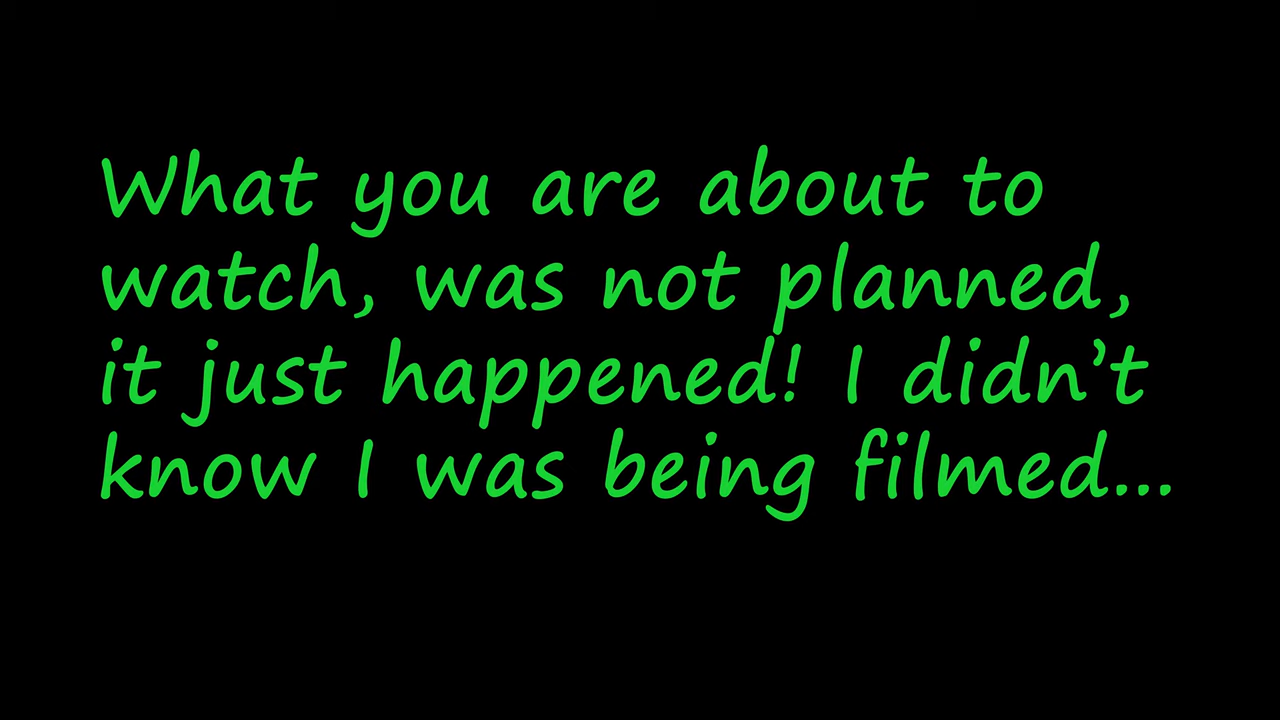 What you are about to
watch, was not planned,
it just happened! I didn’t
know I was being filmed...